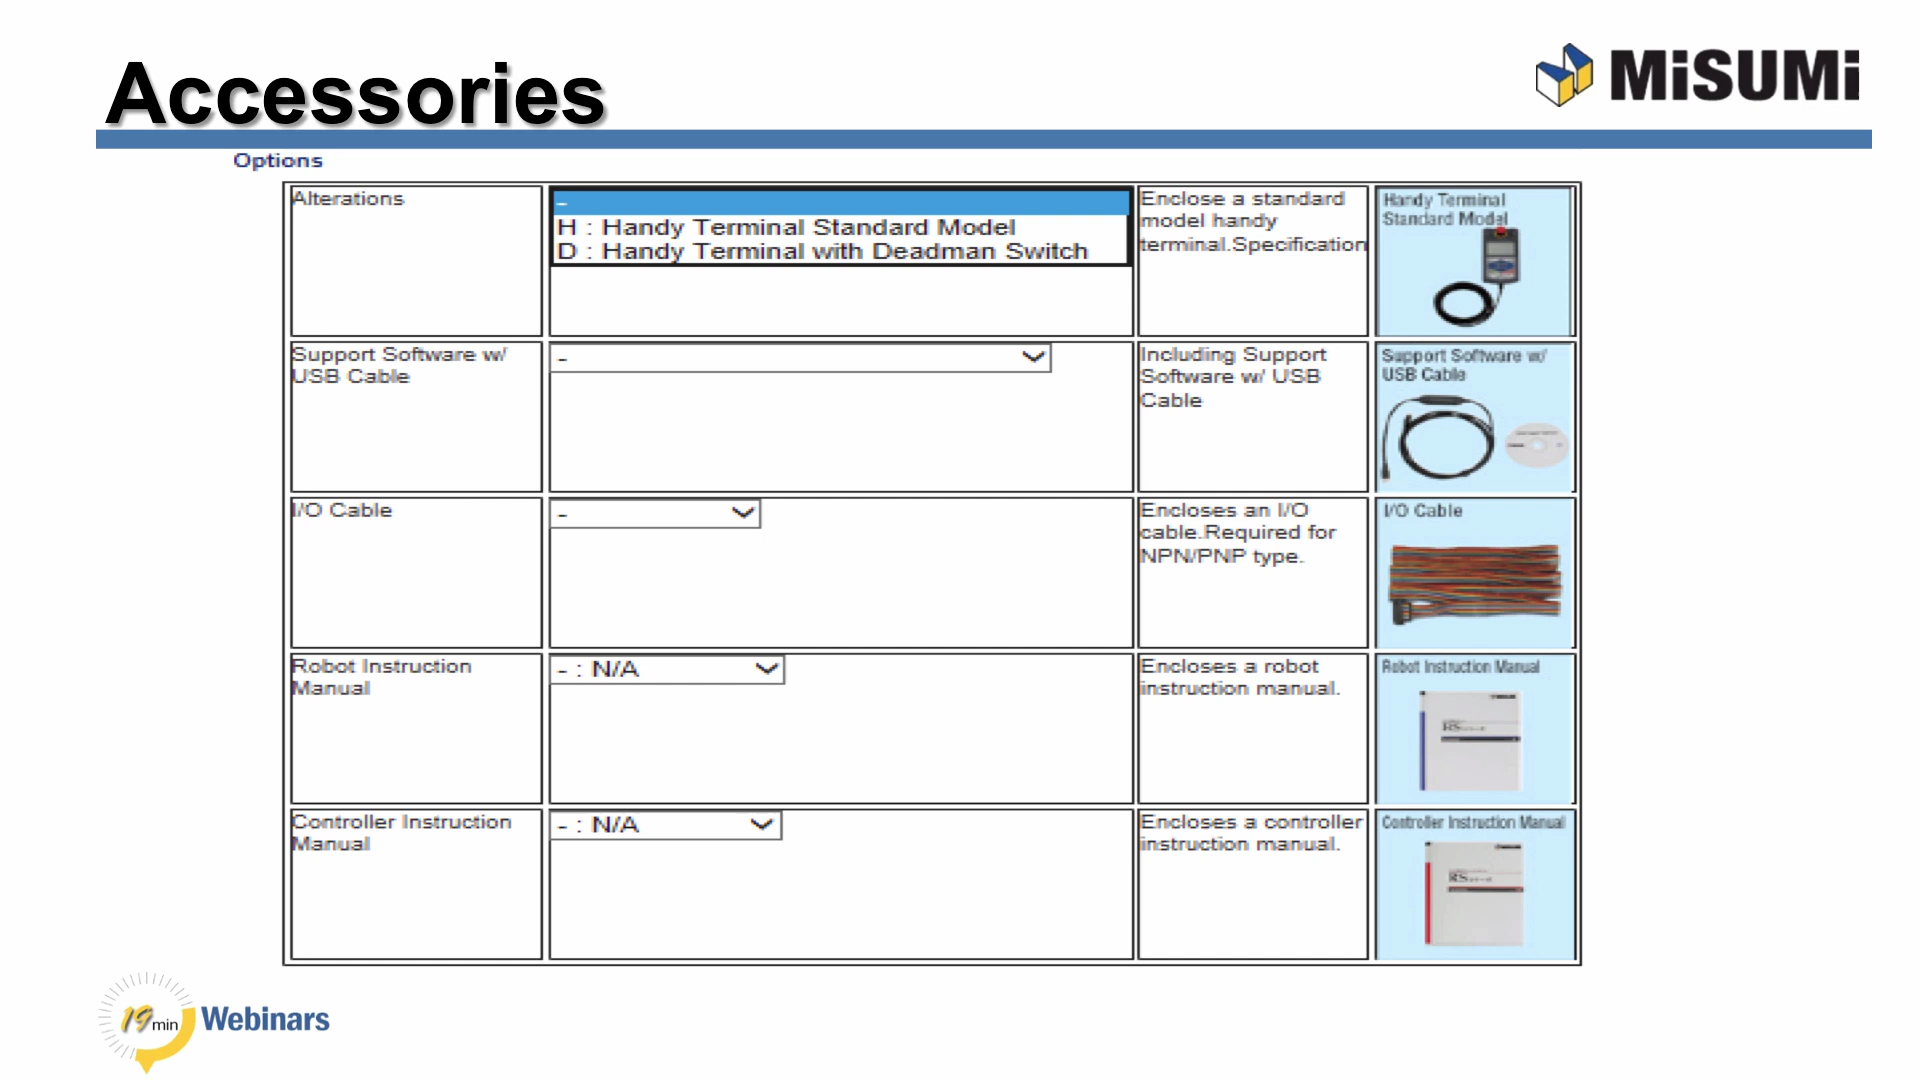 Accessories
MiSUMi
Options
Alterations
-
H : Handy Terminal Standard Model
D : Handy Terminal with Deadman Switch
Enclose a standard
model handy
terminal.Specification
Handy Terminal
Standard Model
Support Software w/
USB Cable
-
Including Support
Software w/ USB
Cable
Support Software w/
USB Cable
I/O Cable
-
Encloses an I/O
cable.Required for
NPN/PNP type.
I/O Cable
Robot Instruction
Manual
- : N/A
Encloses a robot
instruction manual.
Robot Instruction Manual
RS
Controller Instruction
Manual
- : N/A
Encloses a controller
instruction manual.
Controller Instruction Manual
RS
19min Webinars